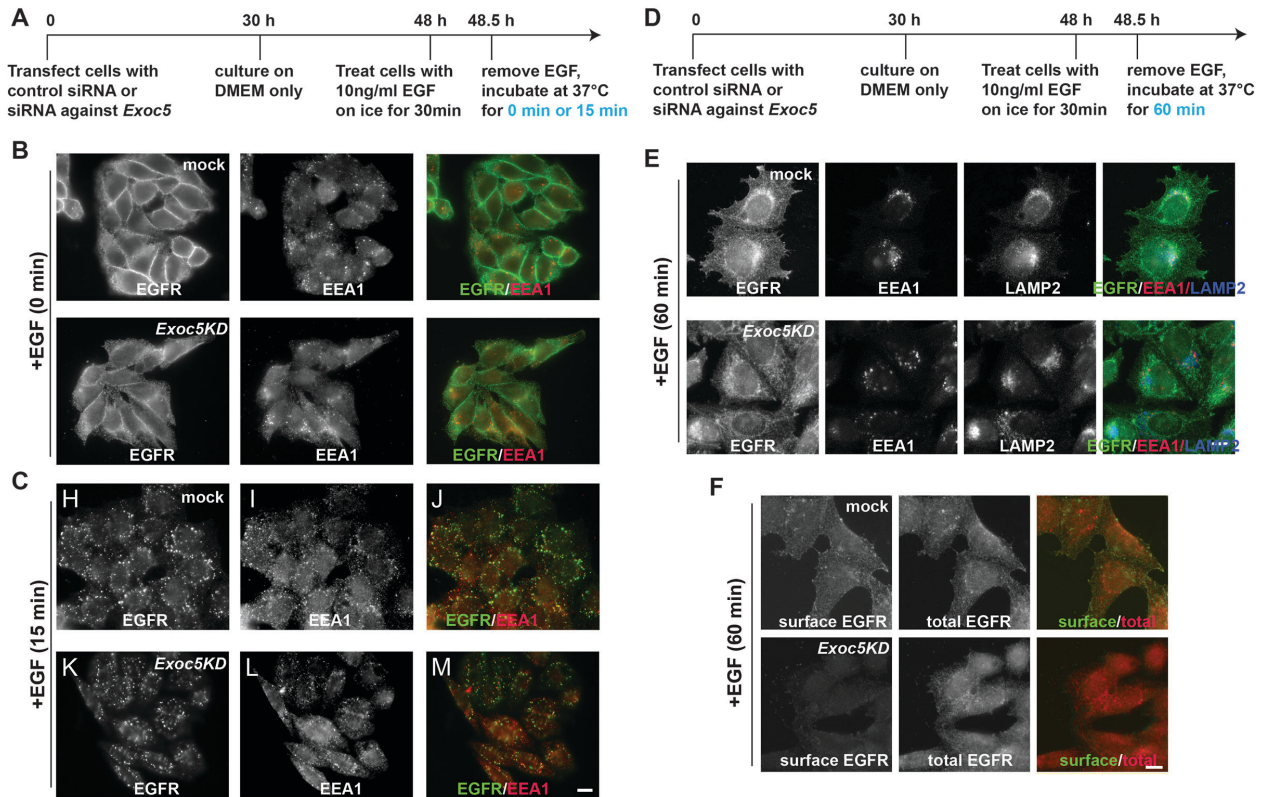 A
0
30 h
48 h
48.5 h
Transfect cells with
control siRNA or
siRNA against Exoc5
culture on
DMEM only
Treat cells with
10ng/ml EGF
on ice for 30min
remove EGF,
incubate at 37°C
for 0 min or 15 min
B
+EGF (0 min)
mock
EGFR
EEA1
EGFR/EEA1
Exoc5KD
EGFR
EEA1
EGFR/EEA1
C
+EGF (15 min)
H
mock
I
J
EGFR
EEA1
EGFR/EEA1
K
Exoc5KD
L
M
EGFR
EEA1
EGFR/EEA1
D
0
30 h
48 h
48.5 h
Transfect cells with
control siRNA or
siRNA against Exoc5
culture on
DMEM only
Treat cells with
10ng/ml EGF
on ice for 30min
remove EGF,
incubate at 37°C
for 60 min
E
+EGF (60 min)
mock
EGFR
EEA1
LAMP2
EGFR/EEA1/LAMP2
Exoc5KD
EGFR
EEA1
LAMP2
EGFR/EEA1/LAMP2
F
+EGF (60 min)
mock
surface EGFR
total EGFR
surface/total
Exoc5KD
surface EGFR
total EGFR
surface/total